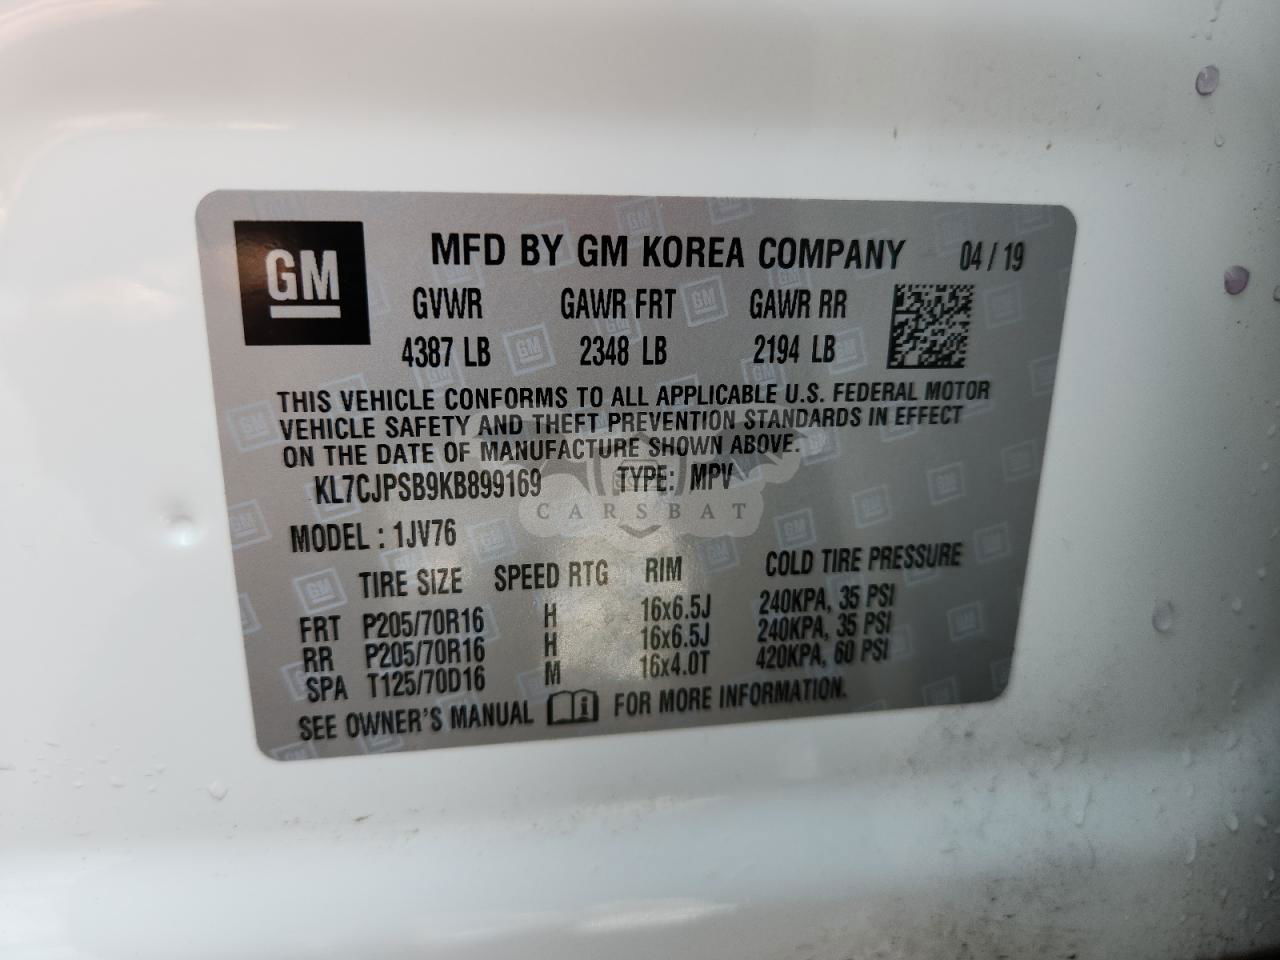 GM
MFD BY GM KOREA COMPANY 04 / 19
GVWR GAWR FRT GAWR RR
4387 LB 2348 LB 2194 LB
THIS VEHICLE CONFORMS TO ALL APPLICABLE U.S. FEDERAL MOTOR
VEHICLE SAFETY AND THEFT PREVENTION STANDARDS IN EFFECT
ON THE DATE OF MANUFACTURE SHOWN ABOVE.
KL7CJPSB9KB899169 TYPE: MPV
CARSBAT
MODEL : 1JV76
TIRE SIZE SPEED RTG RIM COLD TIRE PRESSURE
FRT P205/70R16 H 16x6.5J 240KPA, 35 PSI
RR P205/70R16 H 16x6.5J 240KPA, 35 PSI
SPA T125/70D16 M 16x4.0T 420KPA, 60 PSI
SEE OWNER'S MANUAL FOR MORE INFORMATION.